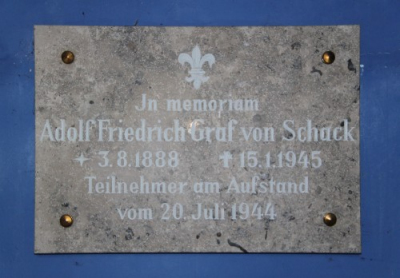 Jn memoriam
Adolf Friedrich Graf von Schack
✶ 3.8.1888 ✝ 15.1.1945
Teilnehmer am Aufstand
vom 20. Juli 1944